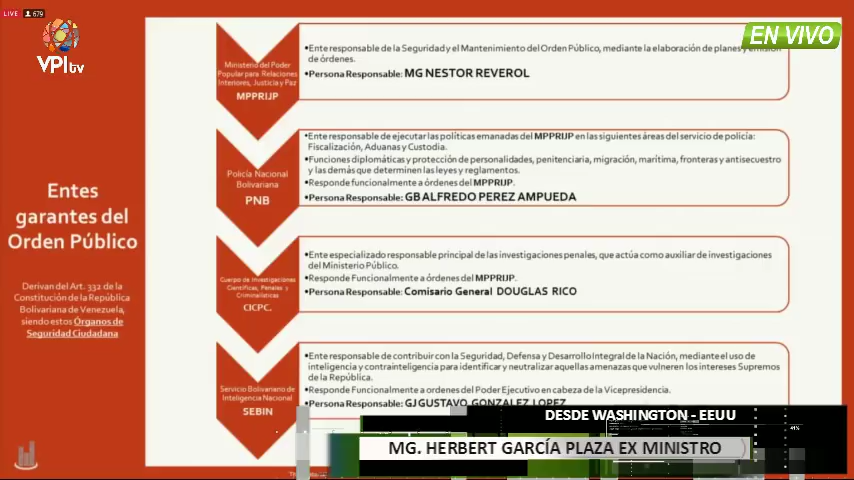 LIVE 679
VPItv
EN VIVO
Entes
garantes del
Orden Público
Derivan del Art. 332 de la
Constitución de la República
Bolivariana de Venezuela,
siendo estos Órganos de
Seguridad Ciudadana
Ministerio del Poder
Popular para Relaciones
Interiores, Justicia y Paz
MPPRIJP
•Ente responsable de la Seguridad y el Mantenimiento del Orden Público, mediante la elaboración de planes y emisión
de órdenes.
•Persona Responsable: MG NESTOR REVEROL
Policía Nacional
Bolivariana
PNB
•Ente responsable de ejecutar las políticas emanadas del MPPRIJP en las siguientes áreas del servicio de policía:
Fiscalización, Aduanas y Custodia.
•Funciones diplomáticas y protección de personalidades, penitenciaria, migración, marítima, fronteras y antisecuestro
y las demás que determinen las leyes y reglamentos.
•Responde funcionalmente a órdenes del MPPRIJP.
•Persona Responsable: GB ALFREDO PEREZ AMPUEDA
Cuerpo de Investigaciones
Científicas, Penales y
Criminalísticas
CICPC.
•Ente especializado responsable principal de las investigaciones penales, que actúa como auxiliar de investigaciones
del Ministerio Público.
•Responde Funcionalmente a órdenes del MPPRIJP.
•Persona Responsable: Comisario General DOUGLAS RICO
Servicio Bolivariano de
Inteligencia Nacional
SEBIN
•Ente responsable de contribuir con la Seguridad, Defensa y Desarrollo Integral de la Nación, mediante el uso de
inteligencia y contrainteligencia para identificar y neutralizar aquellas amenazas que vulneren los intereses Supremos
de la República.
•Responde Funcionalmente a ordenes del Poder Ejecutivo en cabeza de la Vicepresidencia.
•Persona Responsable: GJ GUSTAVO GONZALEZ LOPEZ
DESDE WASHINGTON - EEUU
MG. HERBERT GARCÍA PLAZA EX MINISTRO